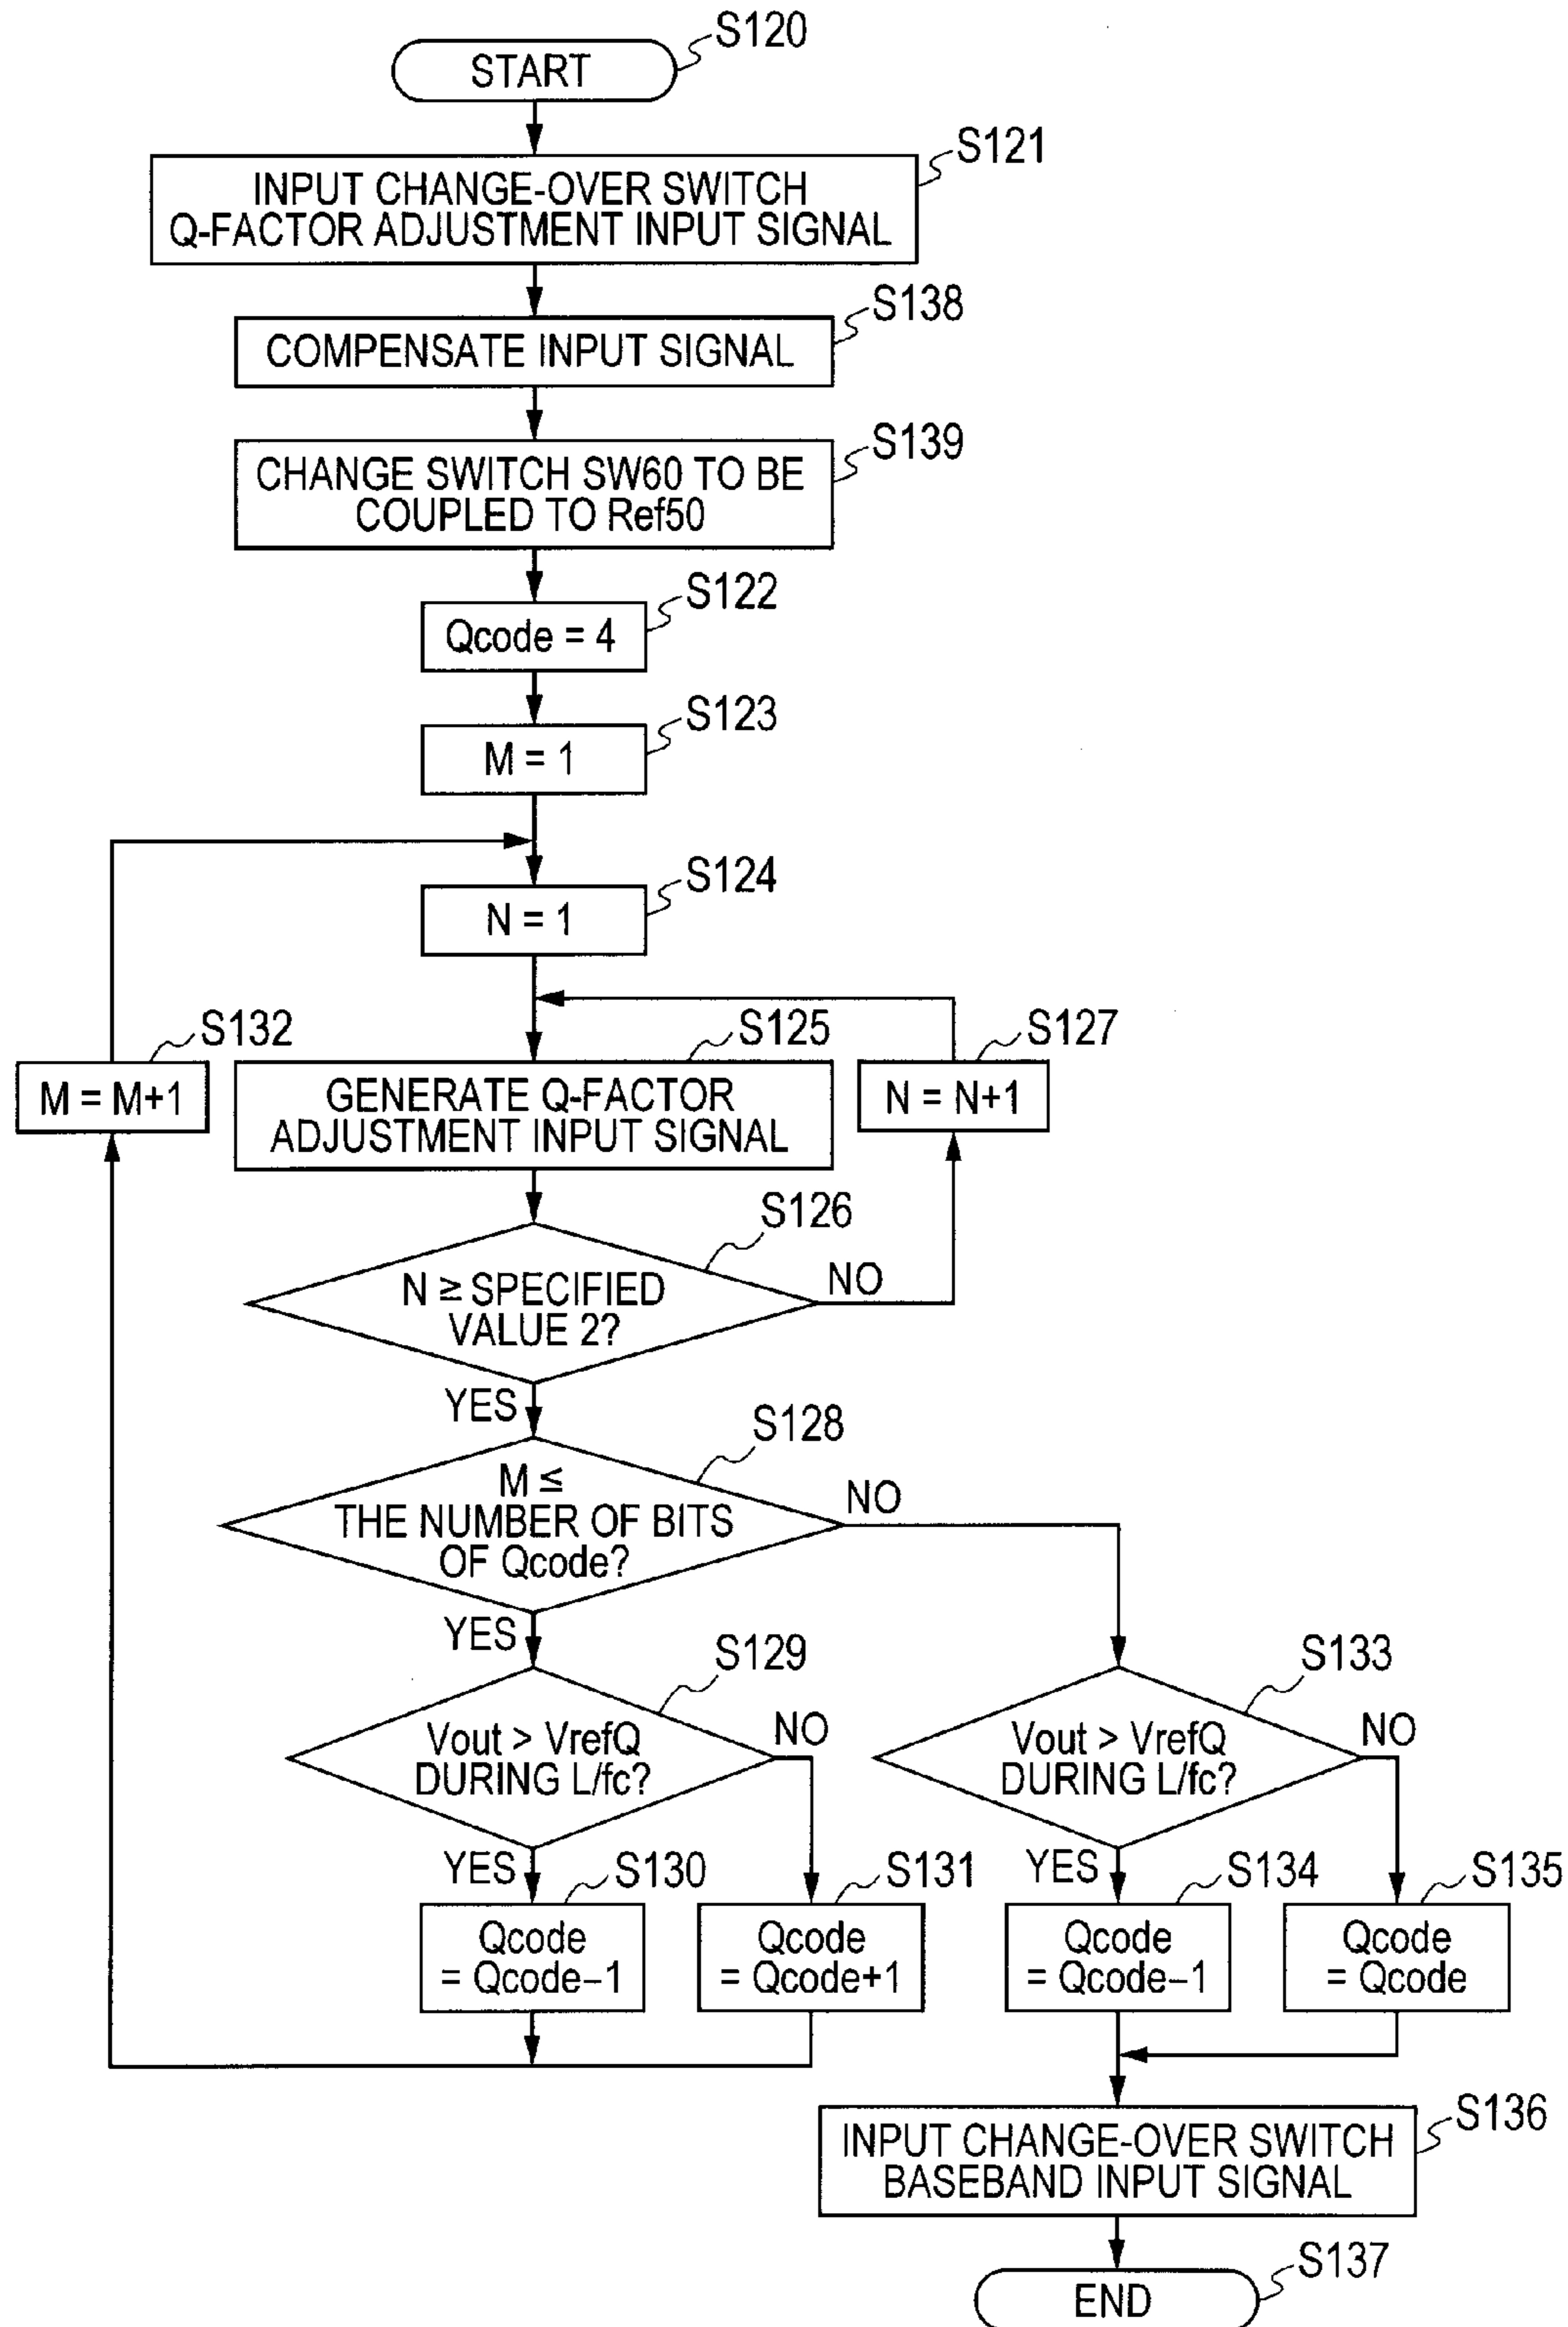 S120
START
S121
INPUT CHANGE-OVER SWITCH
Q-FACTOR ADJUSTMENT INPUT SIGNAL
S138
COMPENSATE INPUT SIGNAL
S139
CHANGE SWITCH SW60 TO BE
COUPLED TO Ref50
S122
Qcode = 4
S123
M = 1
S124
N = 1
S132
M = M+1
S125
GENERATE Q-FACTOR
ADJUSTMENT INPUT SIGNAL
S127
N = N+1
S126
N ≥ SPECIFIED
VALUE 2?
NO
YES
S128
M ≤
THE NUMBER OF BITS
OF Qcode?
NO
YES
S129
Vout > VrefQ
DURING L/fc?
NO
YES
S130
Qcode
= Qcode−1
S131
Qcode
= Qcode+1
S133
Vout > VrefQ
DURING L/fc?
NO
YES
S134
Qcode
= Qcode−1
S135
Qcode
= Qcode
S136
INPUT CHANGE-OVER SWITCH
BASEBAND INPUT SIGNAL
S137
END